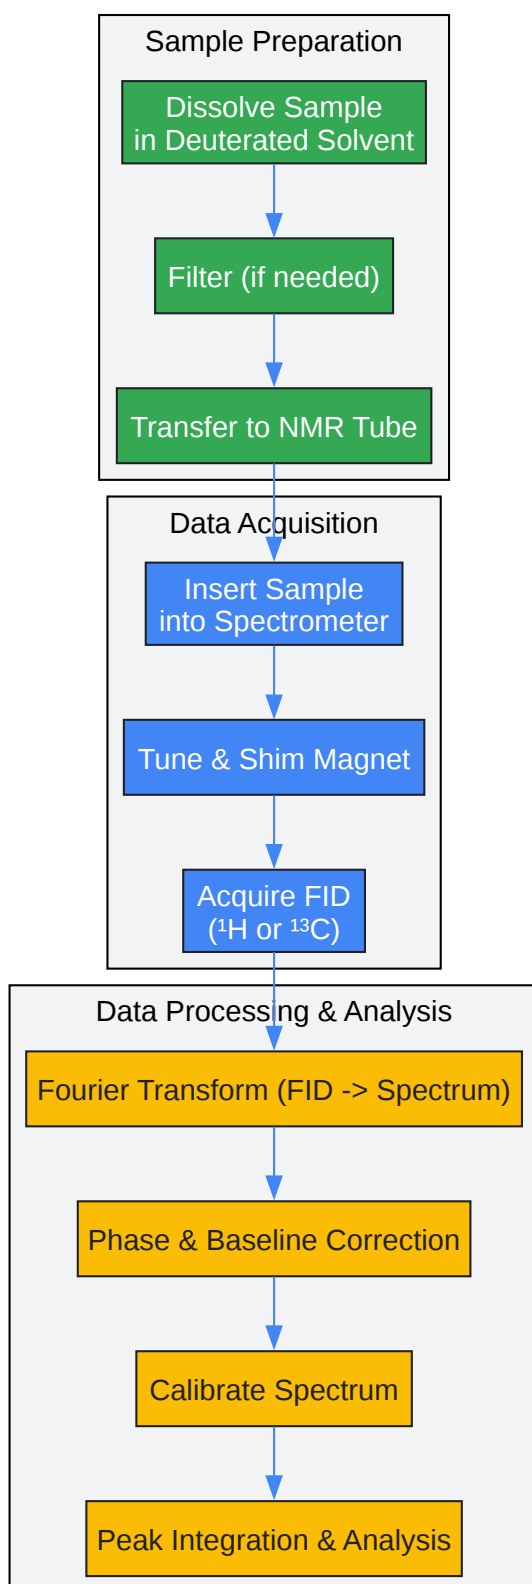 Sample Preparation
Dissolve Sample
in Deuterated Solvent
Filter (if needed)
Transfer to NMR Tube
Data Acquisition
Insert Sample
into Spectrometer
Tune & Shim Magnet
Acquire FID
(¹H or ¹³C)
Data Processing & Analysis
Fourier Transform (FID -> Spectrum)
Phase & Baseline Correction
Calibrate Spectrum
Peak Integration & Analysis